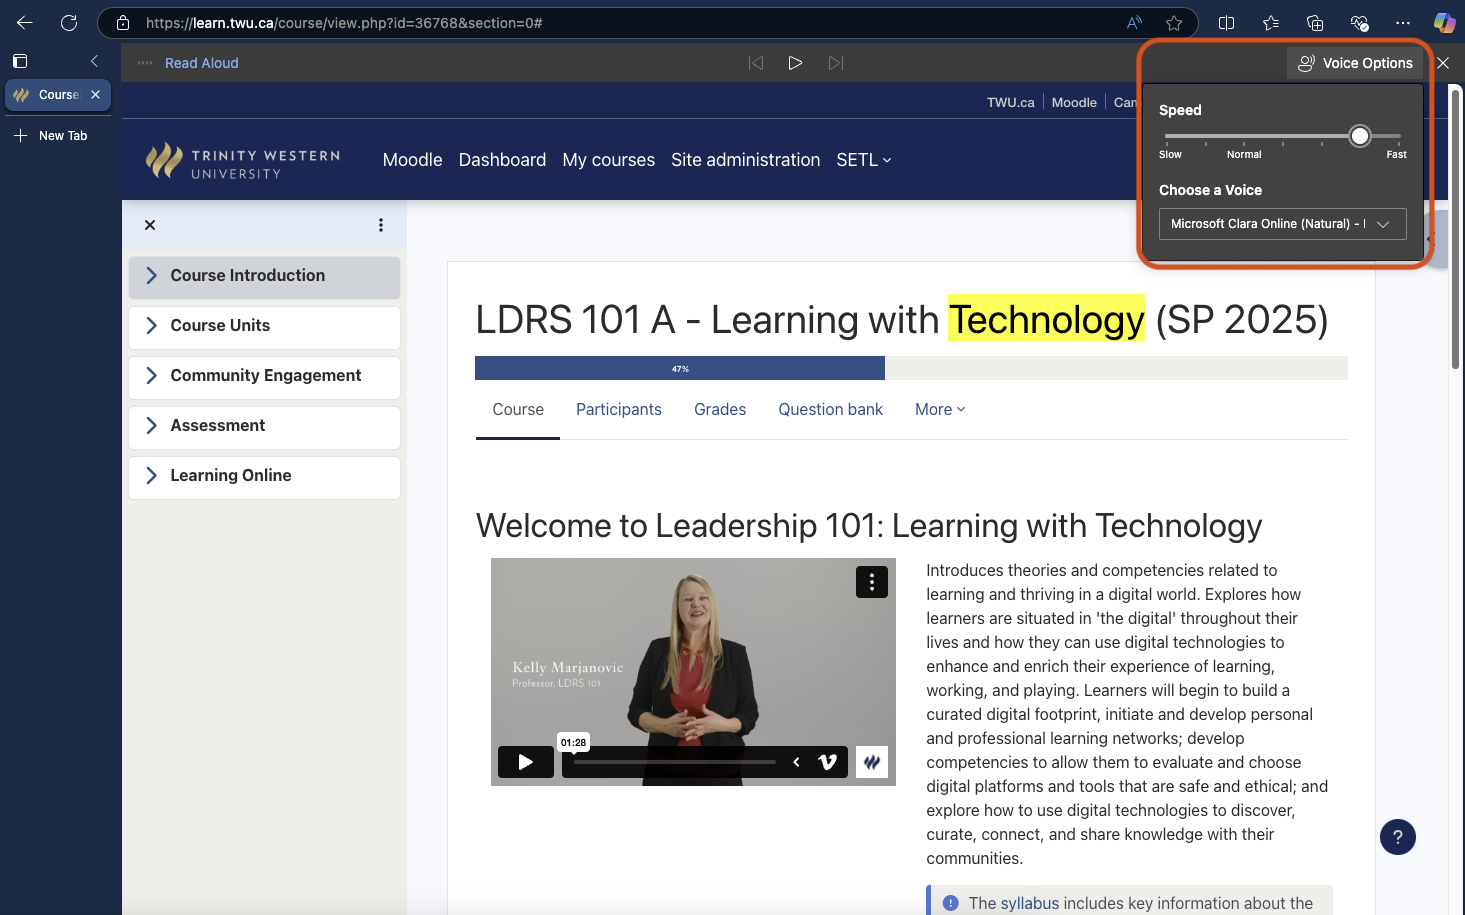 https://learn.twu.ca/course/view.php?id=36768&section=0#
Course
New Tab
Read Aloud
Voice Options
Speed
Slow
Normal
Fast
Choose a Voice
Microsoft Clara Online (Natural) -
TWU.ca
Moodle
TRINITY WESTERN
UNIVERSITY
Moodle
Dashboard
My courses
Site administration
SETL
Course Introduction
Course Units
Community Engagement
Assessment
Learning Online
LDRS 101 A - Learning with Technology (SP 2025)
47%
Course
Participants
Grades
Question bank
More
Welcome to Leadership 101: Learning with Technology
Kelly Marjanovic
Professor, LDRS 101
01:28
Introduces theories and competencies related to
learning and thriving in a digital world. Explores how
learners are situated in 'the digital' throughout their
lives and how they can use digital technologies to
enhance and enrich their experience of learning,
working, and playing. Learners will begin to build a
curated digital footprint, initiate and develop personal
and professional learning networks; develop
competencies to allow them to evaluate and choose
digital platforms and tools that are safe and ethical; and
explore how to use digital technologies to discover,
curate, connect, and share knowledge with their
communities.
The syllabus includes key information about the
?